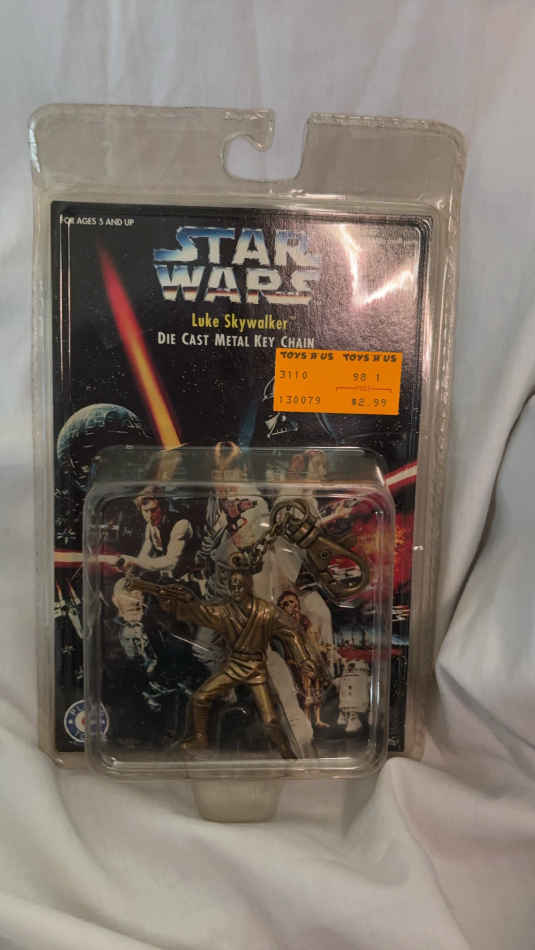 FOR AGES 5 AND UP
STAR
WARS
Luke Skywalker™
DIE CAST METAL KEY CHAIN
TOYS R US TOYS R US
3110 98 1
130079 $2.99